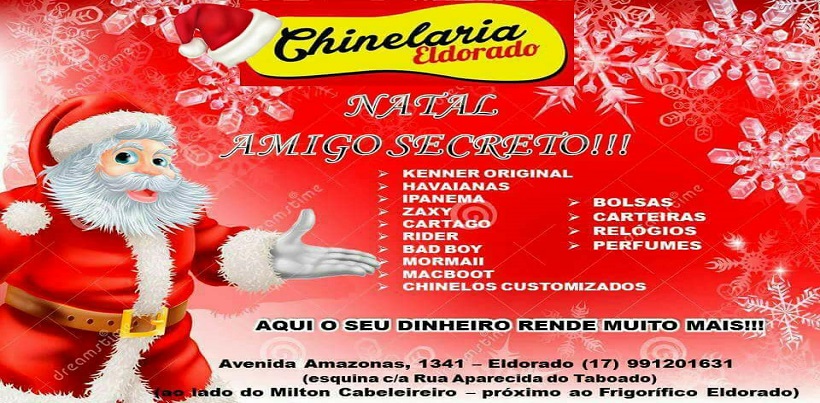 Chinelaria
Eldorado
NATAL
AMIGO SECRETO!!!
➢ KENNER ORIGINAL
➢ HAVAIANAS
➢ IPANEMA
➢ ZAXY
➢ CARTAGO
➢ RIDER
➢ BAD BOY
➢ MORMAII
➢ MACBOOT
➢ CHINELOS CUSTOMIZADOS
➢ BOLSAS
➢ CARTEIRAS
➢ RELÓGIOS
➢ PERFUMES
AQUI O SEU DINHEIRO RENDE MUITO MAIS!!!
Avenida Amazonas, 1341 – Eldorado (17) 991201631
(esquina c/a Rua Aparecida do Taboado)
(ao lado do Milton Cabeleireiro – próximo ao Frigorífico Eldorado)
dreamstime
dreamstime